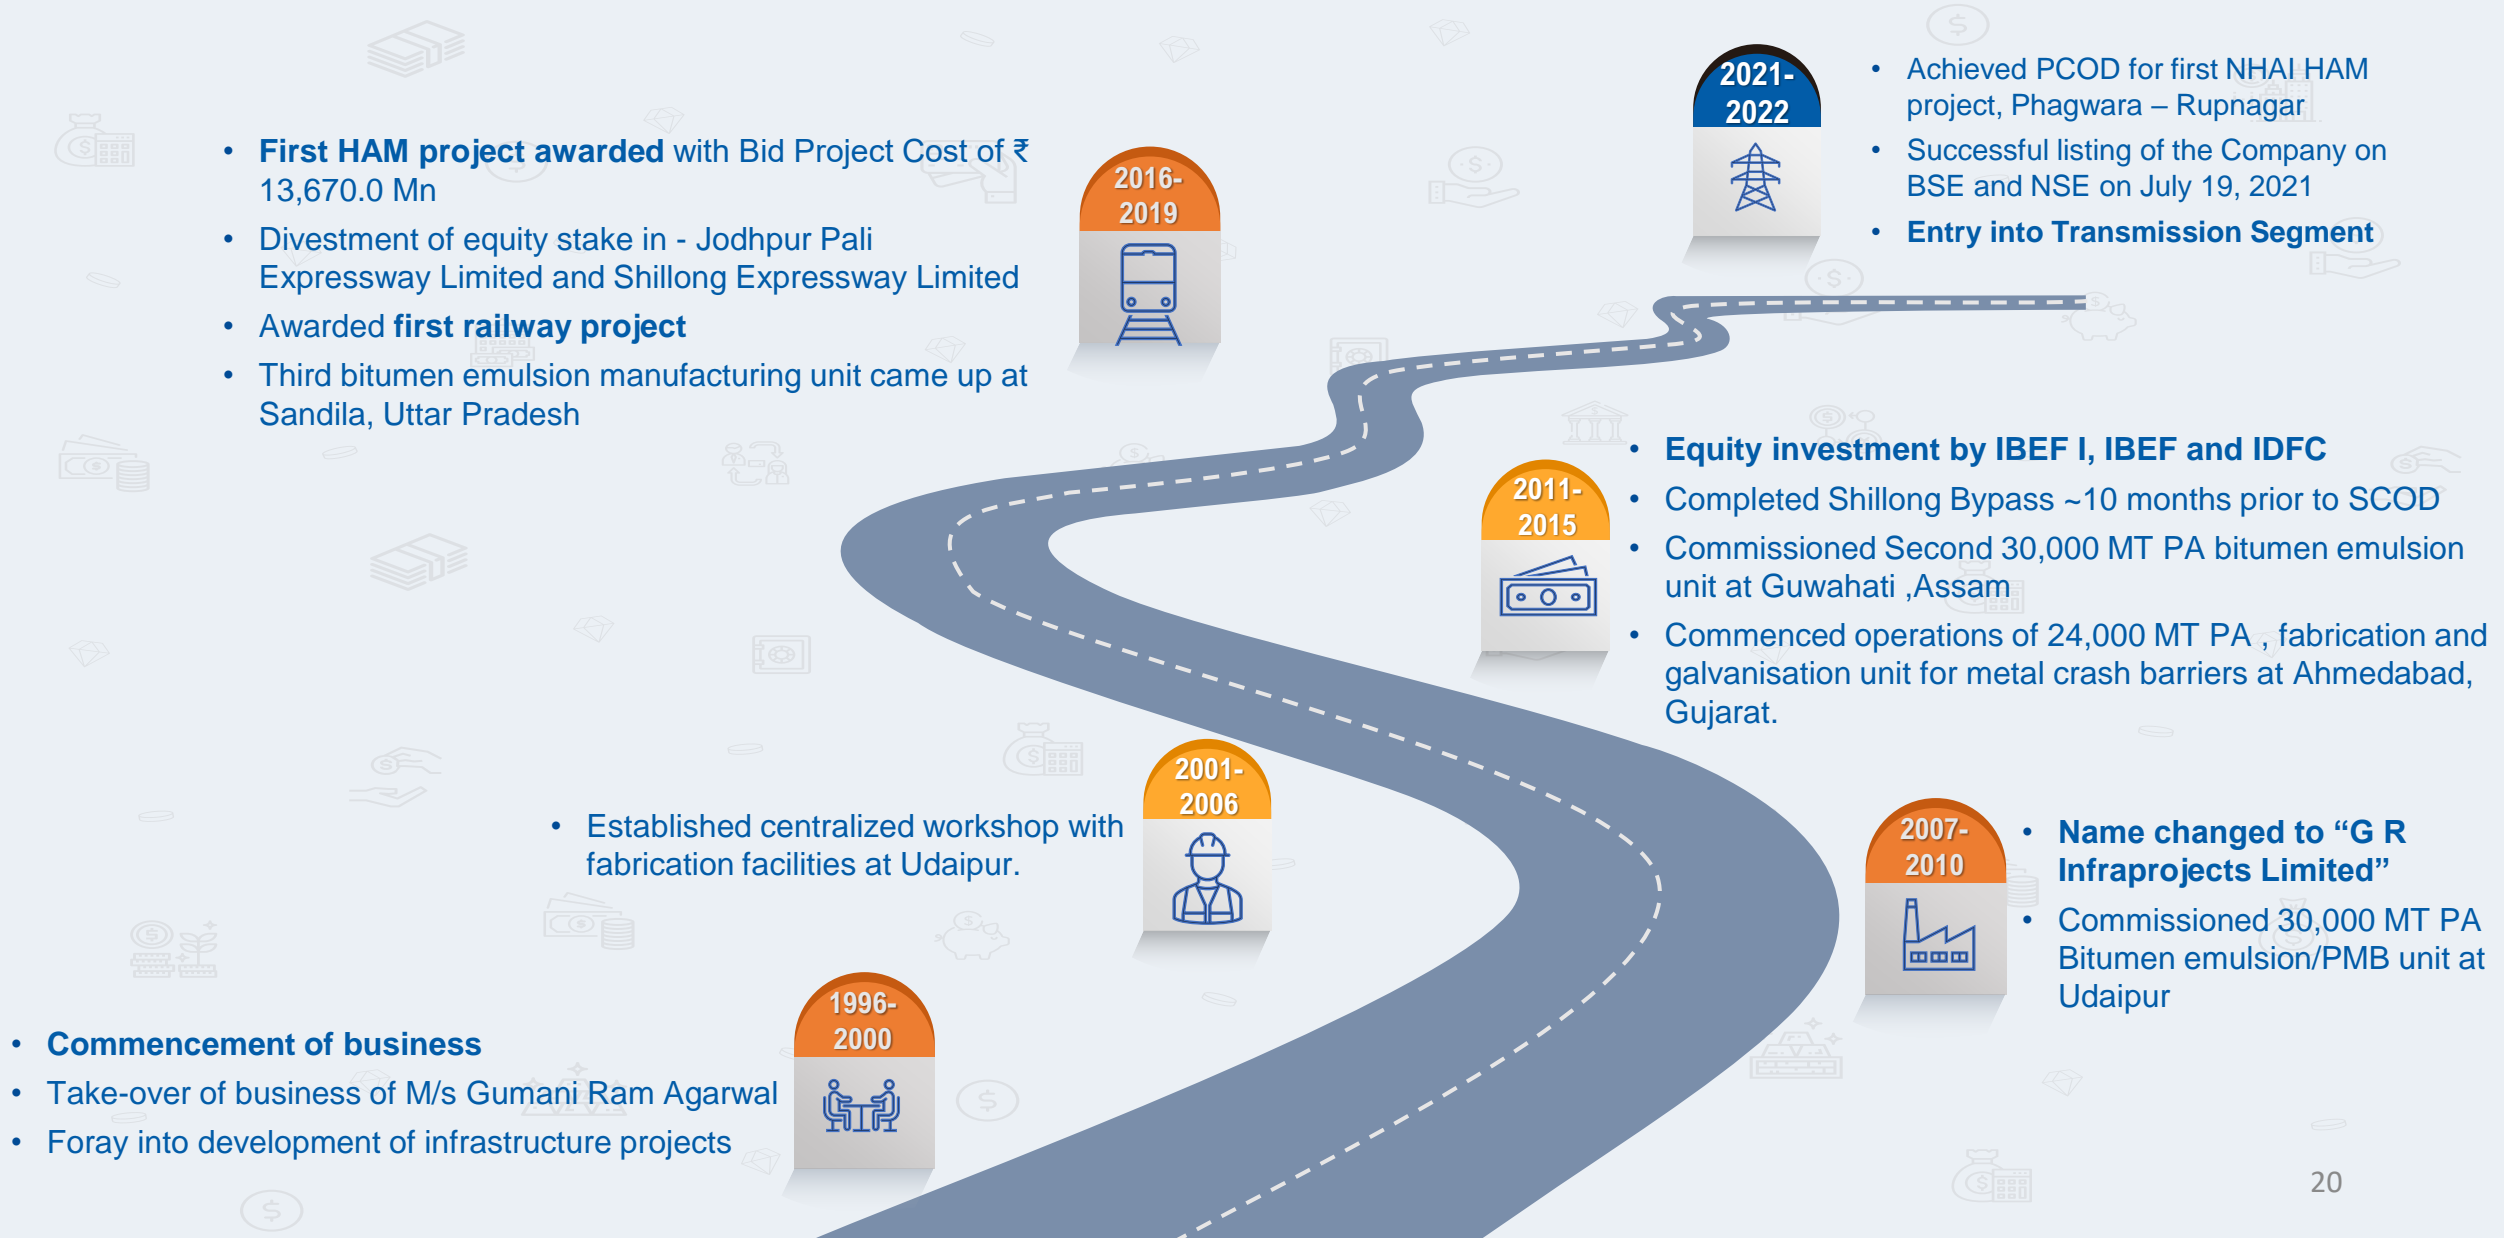 2021-
2022
• Achieved PCOD for first NHAI HAM
project, Phagwara – Rupnagar
• Successful listing of the Company on
BSE and NSE on July 19, 2021
• Entry into Transmission Segment
2016-
2019
• First HAM project awarded with Bid Project Cost of ₹
13,670.0 Mn
• Divestment of equity stake in - Jodhpur Pali
Expressway Limited and Shillong Expressway Limited
• Awarded first railway project
• Third bitumen emulsion manufacturing unit came up at
Sandila, Uttar Pradesh
2011-
2015
• Equity investment by IBEF I, IBEF and IDFC
• Completed Shillong Bypass ~10 months prior to SCOD
• Commissioned Second 30,000 MT PA bitumen emulsion
unit at Guwahati ,Assam
• Commenced operations of 24,000 MT PA , fabrication and
galvanisation unit for metal crash barriers at Ahmedabad,
Gujarat.
2001-
2006
• Established centralized workshop with
fabrication facilities at Udaipur.
2007-
2010
• Name changed to “G R
Infraprojects Limited”
• Commissioned 30,000 MT PA
Bitumen emulsion/PMB unit at
Udaipur
1996-
2000
• Commencement of business
• Take-over of business of M/s Gumani Ram Agarwal
• Foray into development of infrastructure projects
20